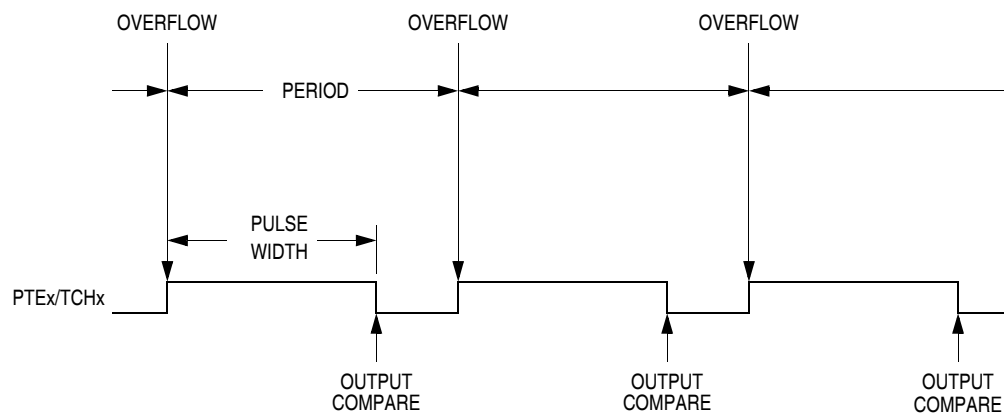 OVERFLOW OVERFLOW OVERFLOW
PERIOD
PULSE
WIDTH
PTEx/TCHx
OUTPUT
COMPARE
OUTPUT
COMPARE
OUTPUT
COMPARE